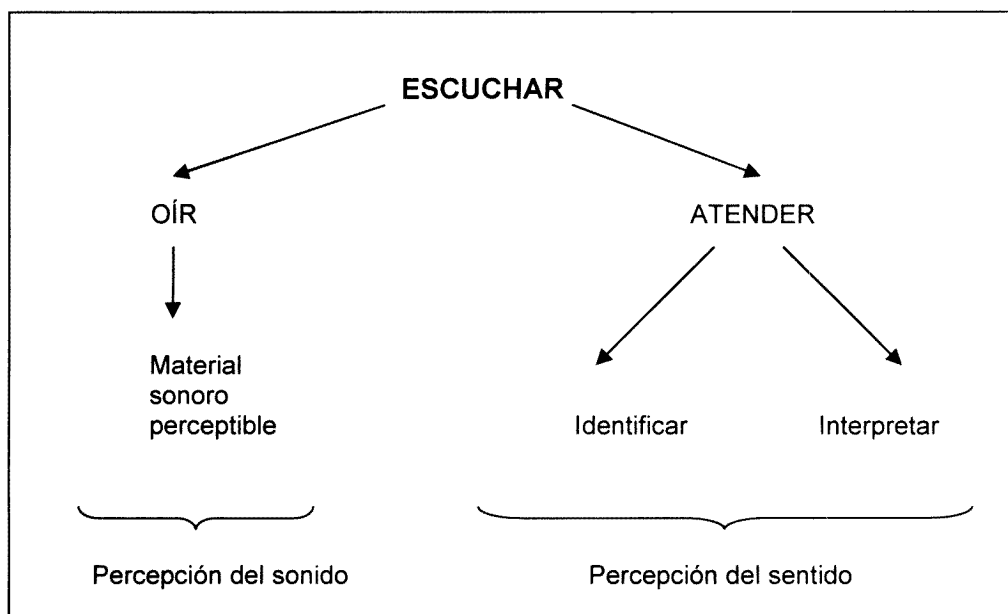 ESCUCHAR
OÍR
ATENDER
Material
sonoro
perceptible
Identificar
Interpretar
Percepción del sonido
Percepción del sentido